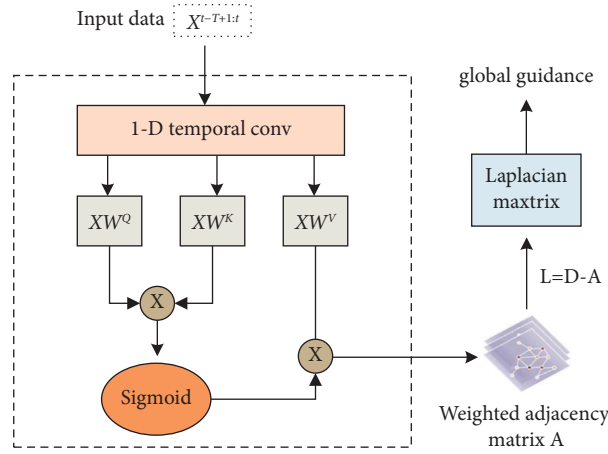 Input data X^{t–T+1:t}
global guidance
1-D temporal conv
Laplacian
maxtrix
XW^Q XW^K XW^V
L=D-A
X
X
Sigmoid
Weighted adjacency
matrix A